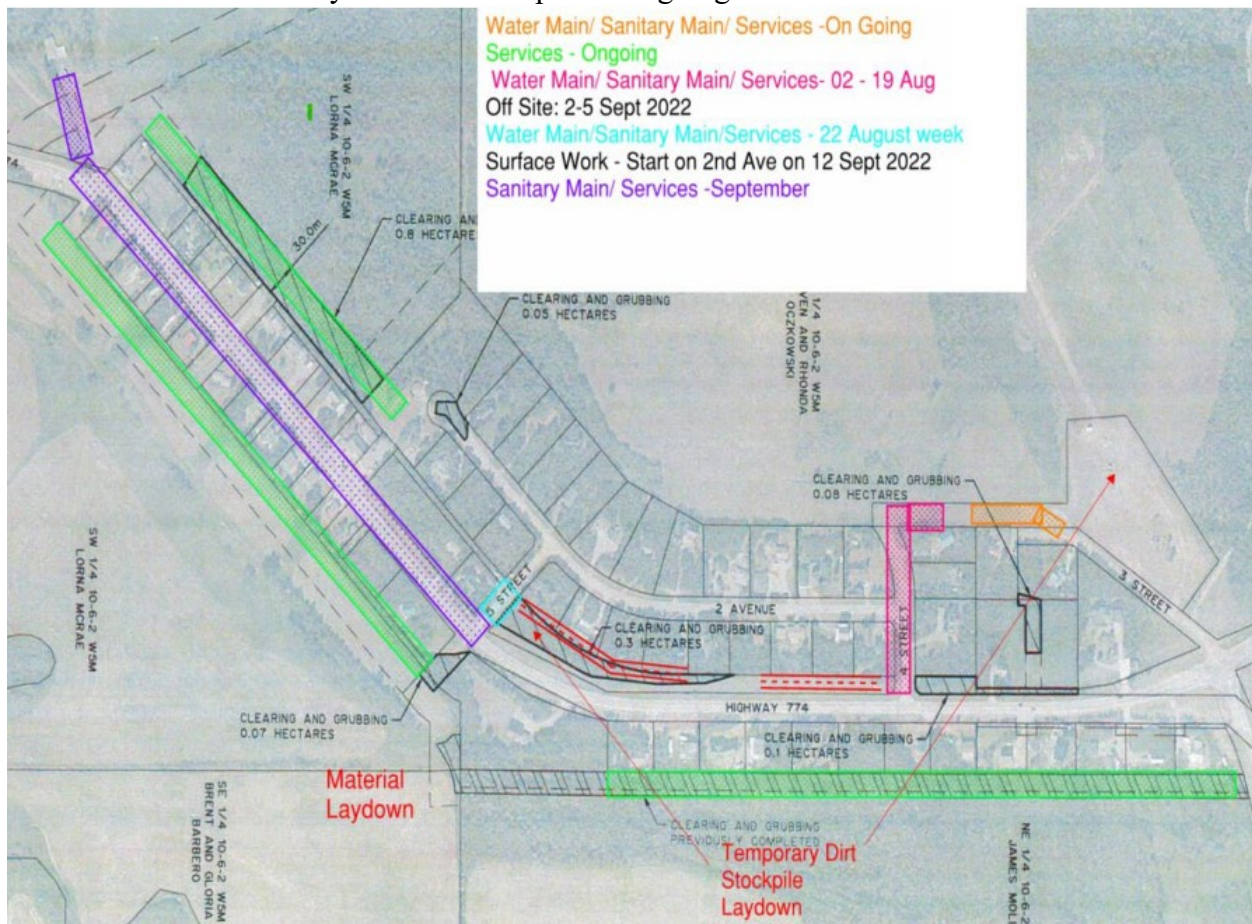 Water Main/ Sanitary Main/ Services -On Going
Services - Ongoing
Water Main/ Sanitary Main/ Services- 02 - 19 Aug
Off Site: 2-5 Sept 2022
Water Main/Sanitary Main/Services - 22 August week
Surface Work - Start on 2nd Ave on 12 Sept 2022
Sanitary Main/ Services -September
SW 1/4 10-6-2 W5M
LORNA MCRAE
74
30.0m
CLEARING AN
0.8 HECTARE
CLEARING AND GRUBBING
0.05 HECTARES
1/4 10-6-2 W5M
VEN AND RHONDA
OCZKOWSKI
CLEARING AND GRUBBING
0.08 HECTARES
SW 1/4 10-6-2 W5M
LORNA MCRAE
3 STREET
5 STREET
2 AVENUE
4 STREET
CLEARING AND GRUBBING
0.3 HECTARES
HIGHWAY 774
CLEARING AND GRUBBING
0.07 HECTARES
CLEARING AND GRUBBING
0.1 HECTARES
Material
Laydown
SE 1/4 10-6-2 W5M
BRENT AND GLORIA
BARBERO
CLEARING AND GRUBBING
PREVIOUSLY COMPLETED
Temporary Dirt
Stockpile
Laydown
NE 1/4 10-6-2
JAMES MOLI